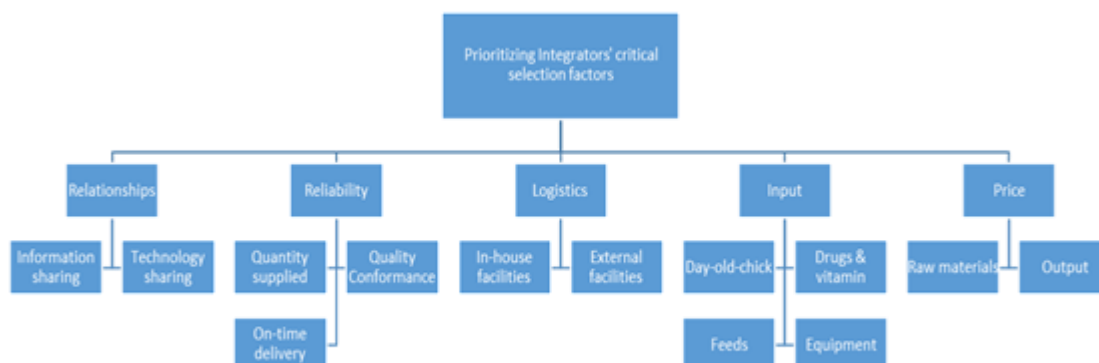 Prioritizing Integrators' critical
selection factors
Relationships
Reliability
Logistics
Input
Price
Information
sharing
Technology
sharing
Quantity
supplied
Quality
Conformance
In-house
facilities
External
facilities
Day-old-chick
Drugs &
vitamin
Raw materials
Output
On-time
delivery
Feeds
Equipment